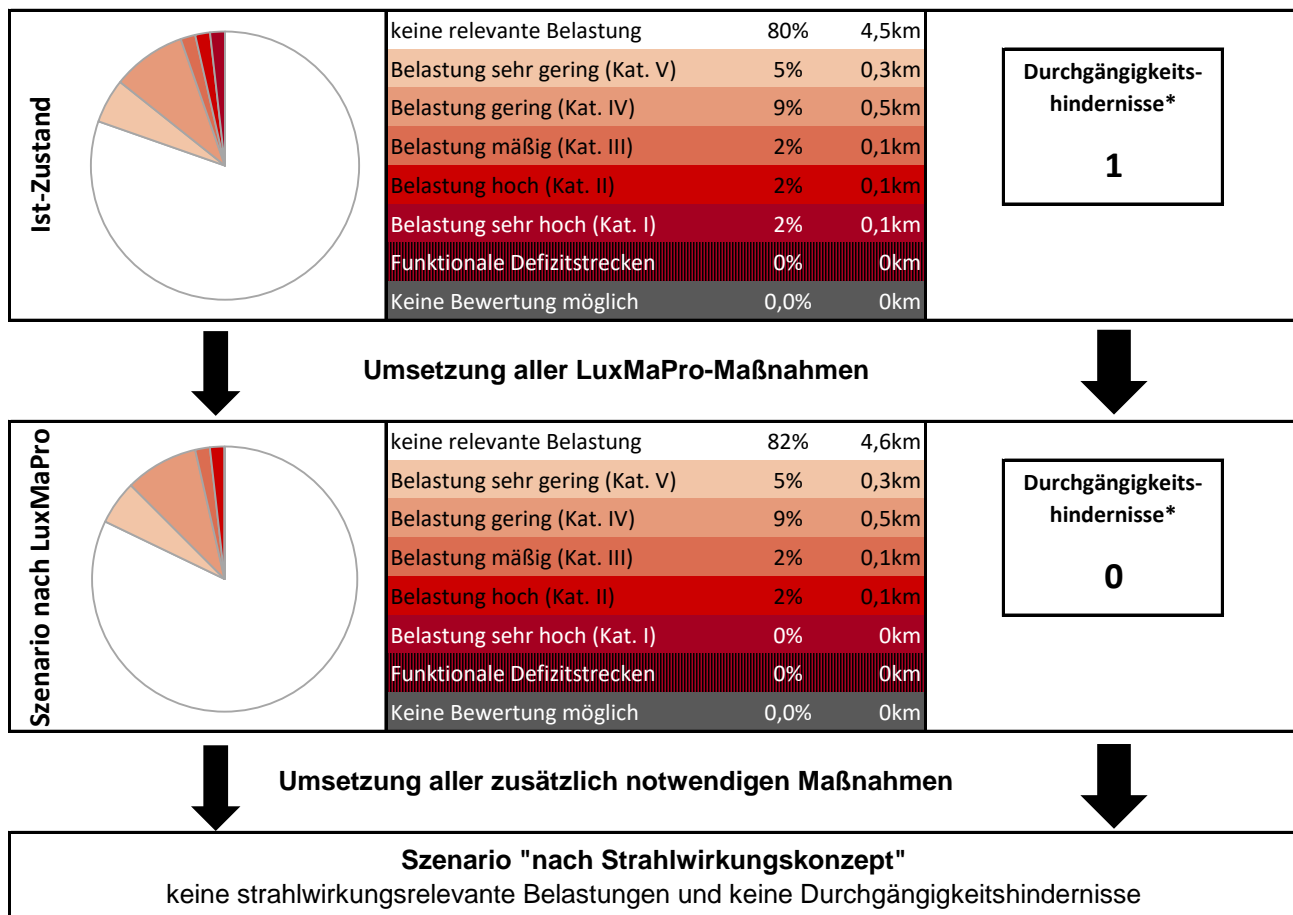 Ist-Zustand
keine relevante Belastung 80% 4,5km
Belastung sehr gering (Kat. V) 5% 0,3km
Belastung gering (Kat. IV) 9% 0,5km
Belastung mäßig (Kat. III) 2% 0,1km
Belastung hoch (Kat. II) 2% 0,1km
Belastung sehr hoch (Kat. I) 2% 0,1km
Funktionale Defizitstrecken 0% 0km
Keine Bewertung möglich 0,0% 0km
Durchgängigkeits-
hindernisse*
1
Umsetzung aller LuxMaPro-Maßnahmen
Szenario nach LuxMaPro
keine relevante Belastung 82% 4,6km
Belastung sehr gering (Kat. V) 5% 0,3km
Belastung gering (Kat. IV) 9% 0,5km
Belastung mäßig (Kat. III) 2% 0,1km
Belastung hoch (Kat. II) 2% 0,1km
Belastung sehr hoch (Kat. I) 0% 0km
Funktionale Defizitstrecken 0% 0km
Keine Bewertung möglich 0,0% 0km
Durchgängigkeits-
hindernisse*
0
Umsetzung aller zusätzlich notwendigen Maßnahmen
Szenario "nach Strahlwirkungskonzept"
keine strahlwirkungsrelevante Belastungen und keine Durchgängigkeitshindernisse